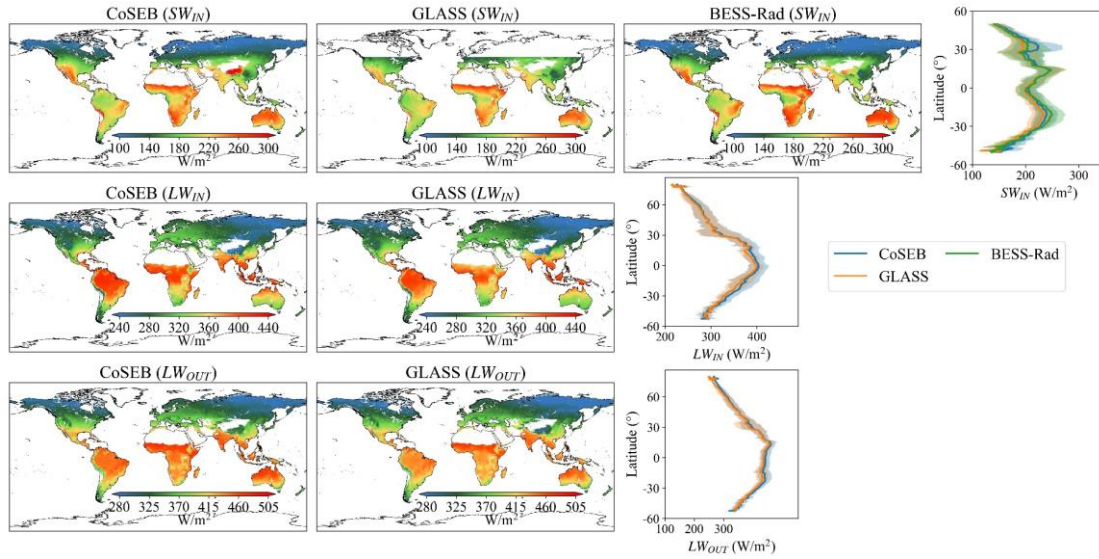 CoSEB (SW_IN)
GLASS (SW_IN)
BESS-Rad (SW_IN)
100 140 180 220 260 300
W/m²
100 140 180 220 260 300
W/m²
100 140 180 220 260 300
W/m²
Latitude (°)
60
30
0
-30
-60
100 200 300
SW_IN (W/m²)
CoSEB (LW_IN)
GLASS (LW_IN)
240 280 320 360 400 440
W/m²
240 280 320 360 400 440
W/m²
Latitude (°)
60
30
0
-30
-60
200 300 400
LW_IN (W/m²)
CoSEB
GLASS
BESS-Rad
CoSEB (LW_OUT)
GLASS (LW_OUT)
280 325 370 415 460 505
W/m²
280 325 370 415 460 505
W/m²
Latitude (°)
60
30
0
-30
-60
100 200 300
LW_OUT (W/m²)